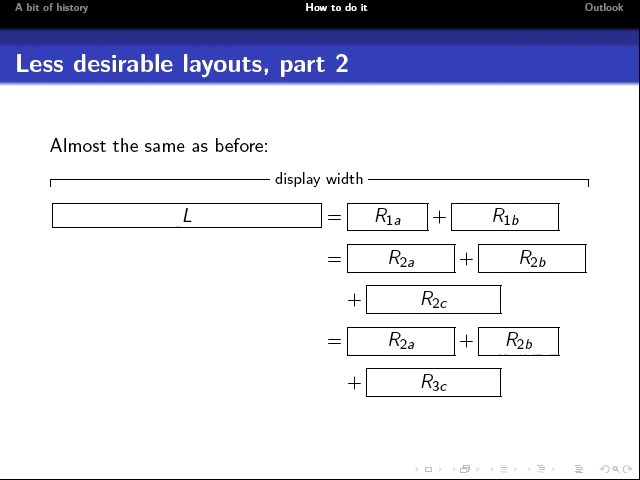 A bit of history How to do it Outlook
Less desirable layouts, part 2
Almost the same as before:
display width
L = R1a + R1b
= R2a + R2b
+ R2c
= R2a + R2b
+ R3c